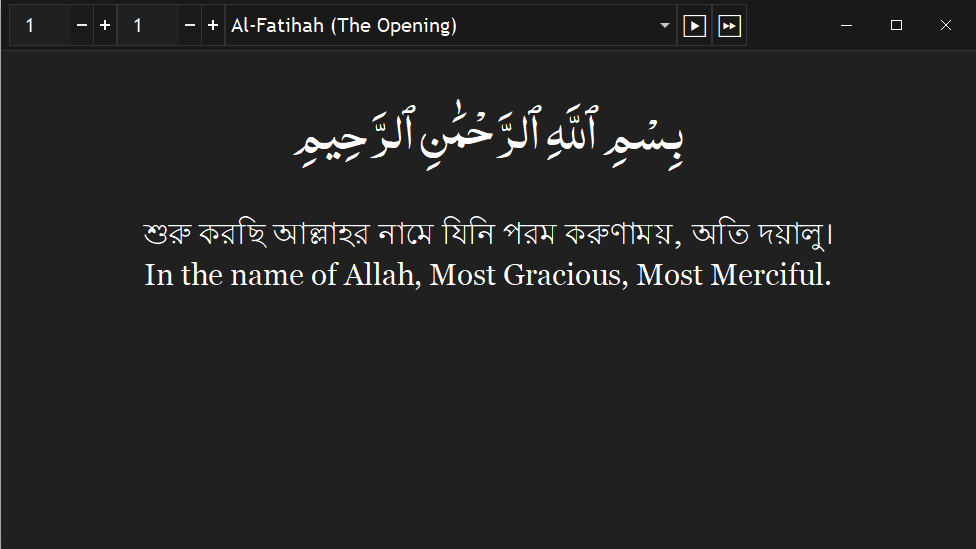 1 − + 1 − + Al-Fatihah (The Opening)
بِسْمِ ٱللَّهِ ٱلرَّحْمَٰنِ ٱلرَّحِيمِ
শুরু করছি আল্লাহর নামে যিনি পরম করুণাময়, অতি দয়ালু।
In the name of Allah, Most Gracious, Most Merciful.